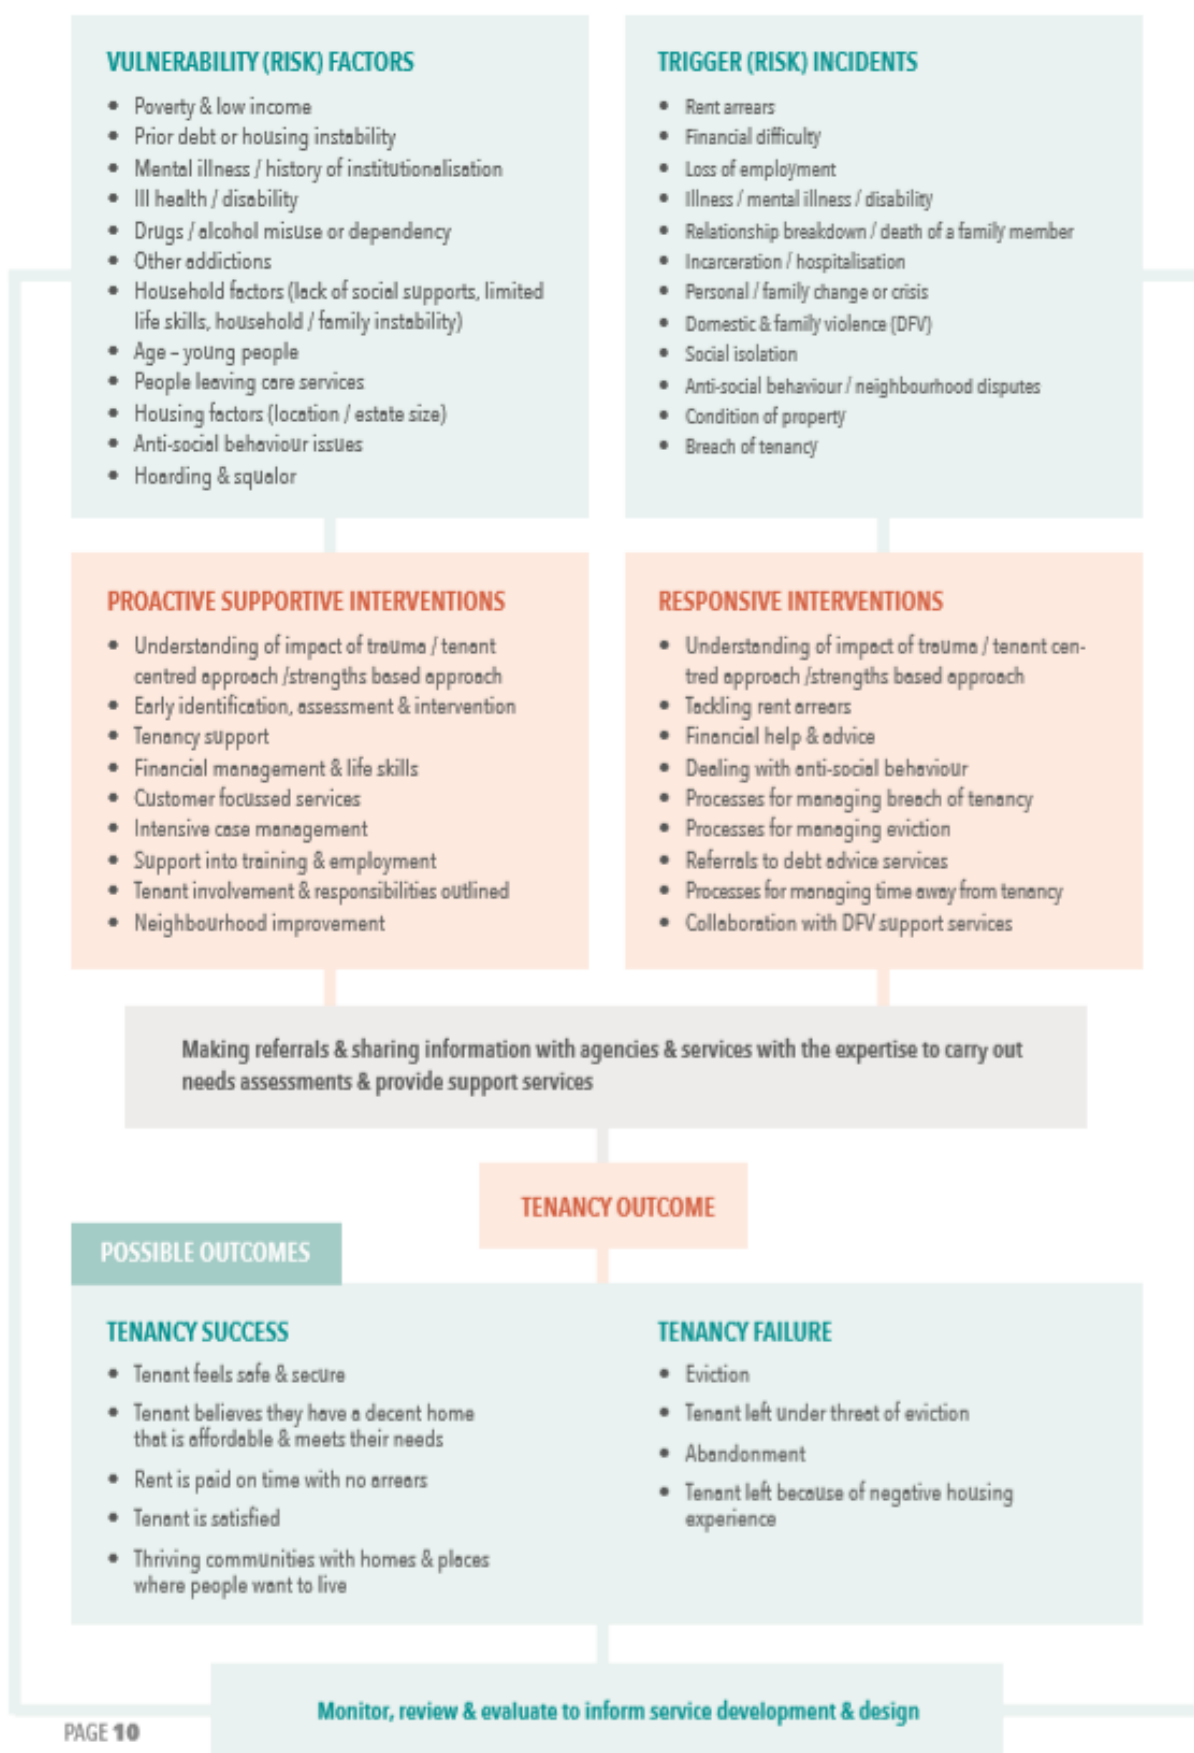 VULNERABILITY (RISK) FACTORS
• Poverty & low income
• Prior debt or housing instability
• Mental illness / history of institutionalisation
• Ill health / disability
• Drugs / alcohol misuse or dependency
• Other addictions
• Household factors (lack of social supports, limited
life skills, household / family instability)
• Age – young people
• People leaving care services
• Housing factors (location / estate size)
• Anti-social behaviour issues
• Hoarding & squalor
TRIGGER (RISK) INCIDENTS
• Rent arrears
• Financial difficulty
• Loss of employment
• Illness / mental illness / disability
• Relationship breakdown / death of a family member
• Incarceration / hospitalisation
• Personal / family change or crisis
• Domestic & family violence (DFV)
• Social isolation
• Anti-social behaviour / neighbourhood disputes
• Condition of property
• Breach of tenancy
PROACTIVE SUPPORTIVE INTERVENTIONS
• Understanding of impact of trauma / tenant
centred approach /strengths based approach
• Early identification, assessment & intervention
• Tenancy support
• Financial management & life skills
• Customer focussed services
• Intensive case management
• Support into training & employment
• Tenant involvement & responsibilities outlined
• Neighbourhood improvement
RESPONSIVE INTERVENTIONS
• Understanding of impact of trauma / tenant cen-
tred approach /strengths based approach
• Tackling rent arrears
• Financial help & advice
• Dealing with anti-social behaviour
• Processes for managing breach of tenancy
• Processes for managing eviction
• Referrals to debt advice services
• Processes for managing time away from tenancy
• Collaboration with DFV support services
Making referrals & sharing information with agencies & services with the expertise to carry out
needs assessments & provide support services
TENANCY OUTCOME
POSSIBLE OUTCOMES
TENANCY SUCCESS
• Tenant feels safe & secure
• Tenant believes they have a decent home
that is affordable & meets their needs
• Rent is paid on time with no arrears
• Tenant is satisfied
• Thriving communities with homes & places
where people want to live
TENANCY FAILURE
• Eviction
• Tenant left under threat of eviction
• Abandonment
• Tenant left because of negative housing
experience
Monitor, review & evaluate to inform service development & design
PAGE 10